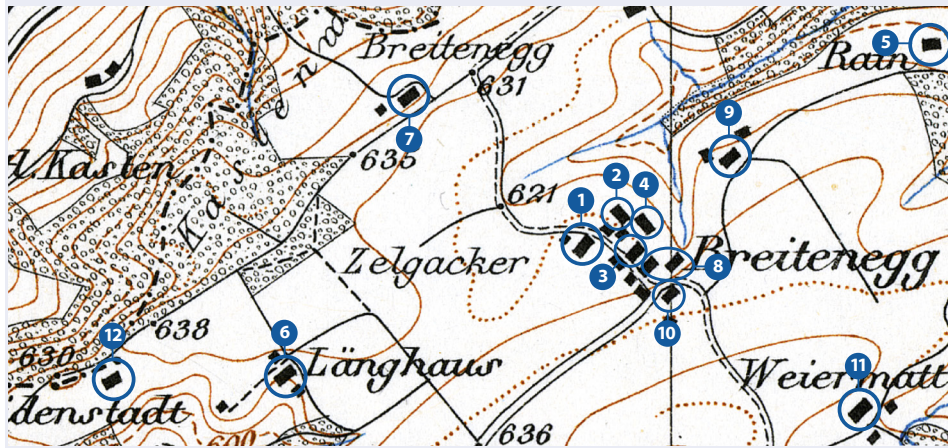 Breitenegg
631
Rain
5
7
9
d. Kasten
635
Kastend
621
2
4
1
Zelgacker
3
Breitenegg
8
10
638
12
6
630
Länghaus
Weiermatt
11
denstadt
600
636